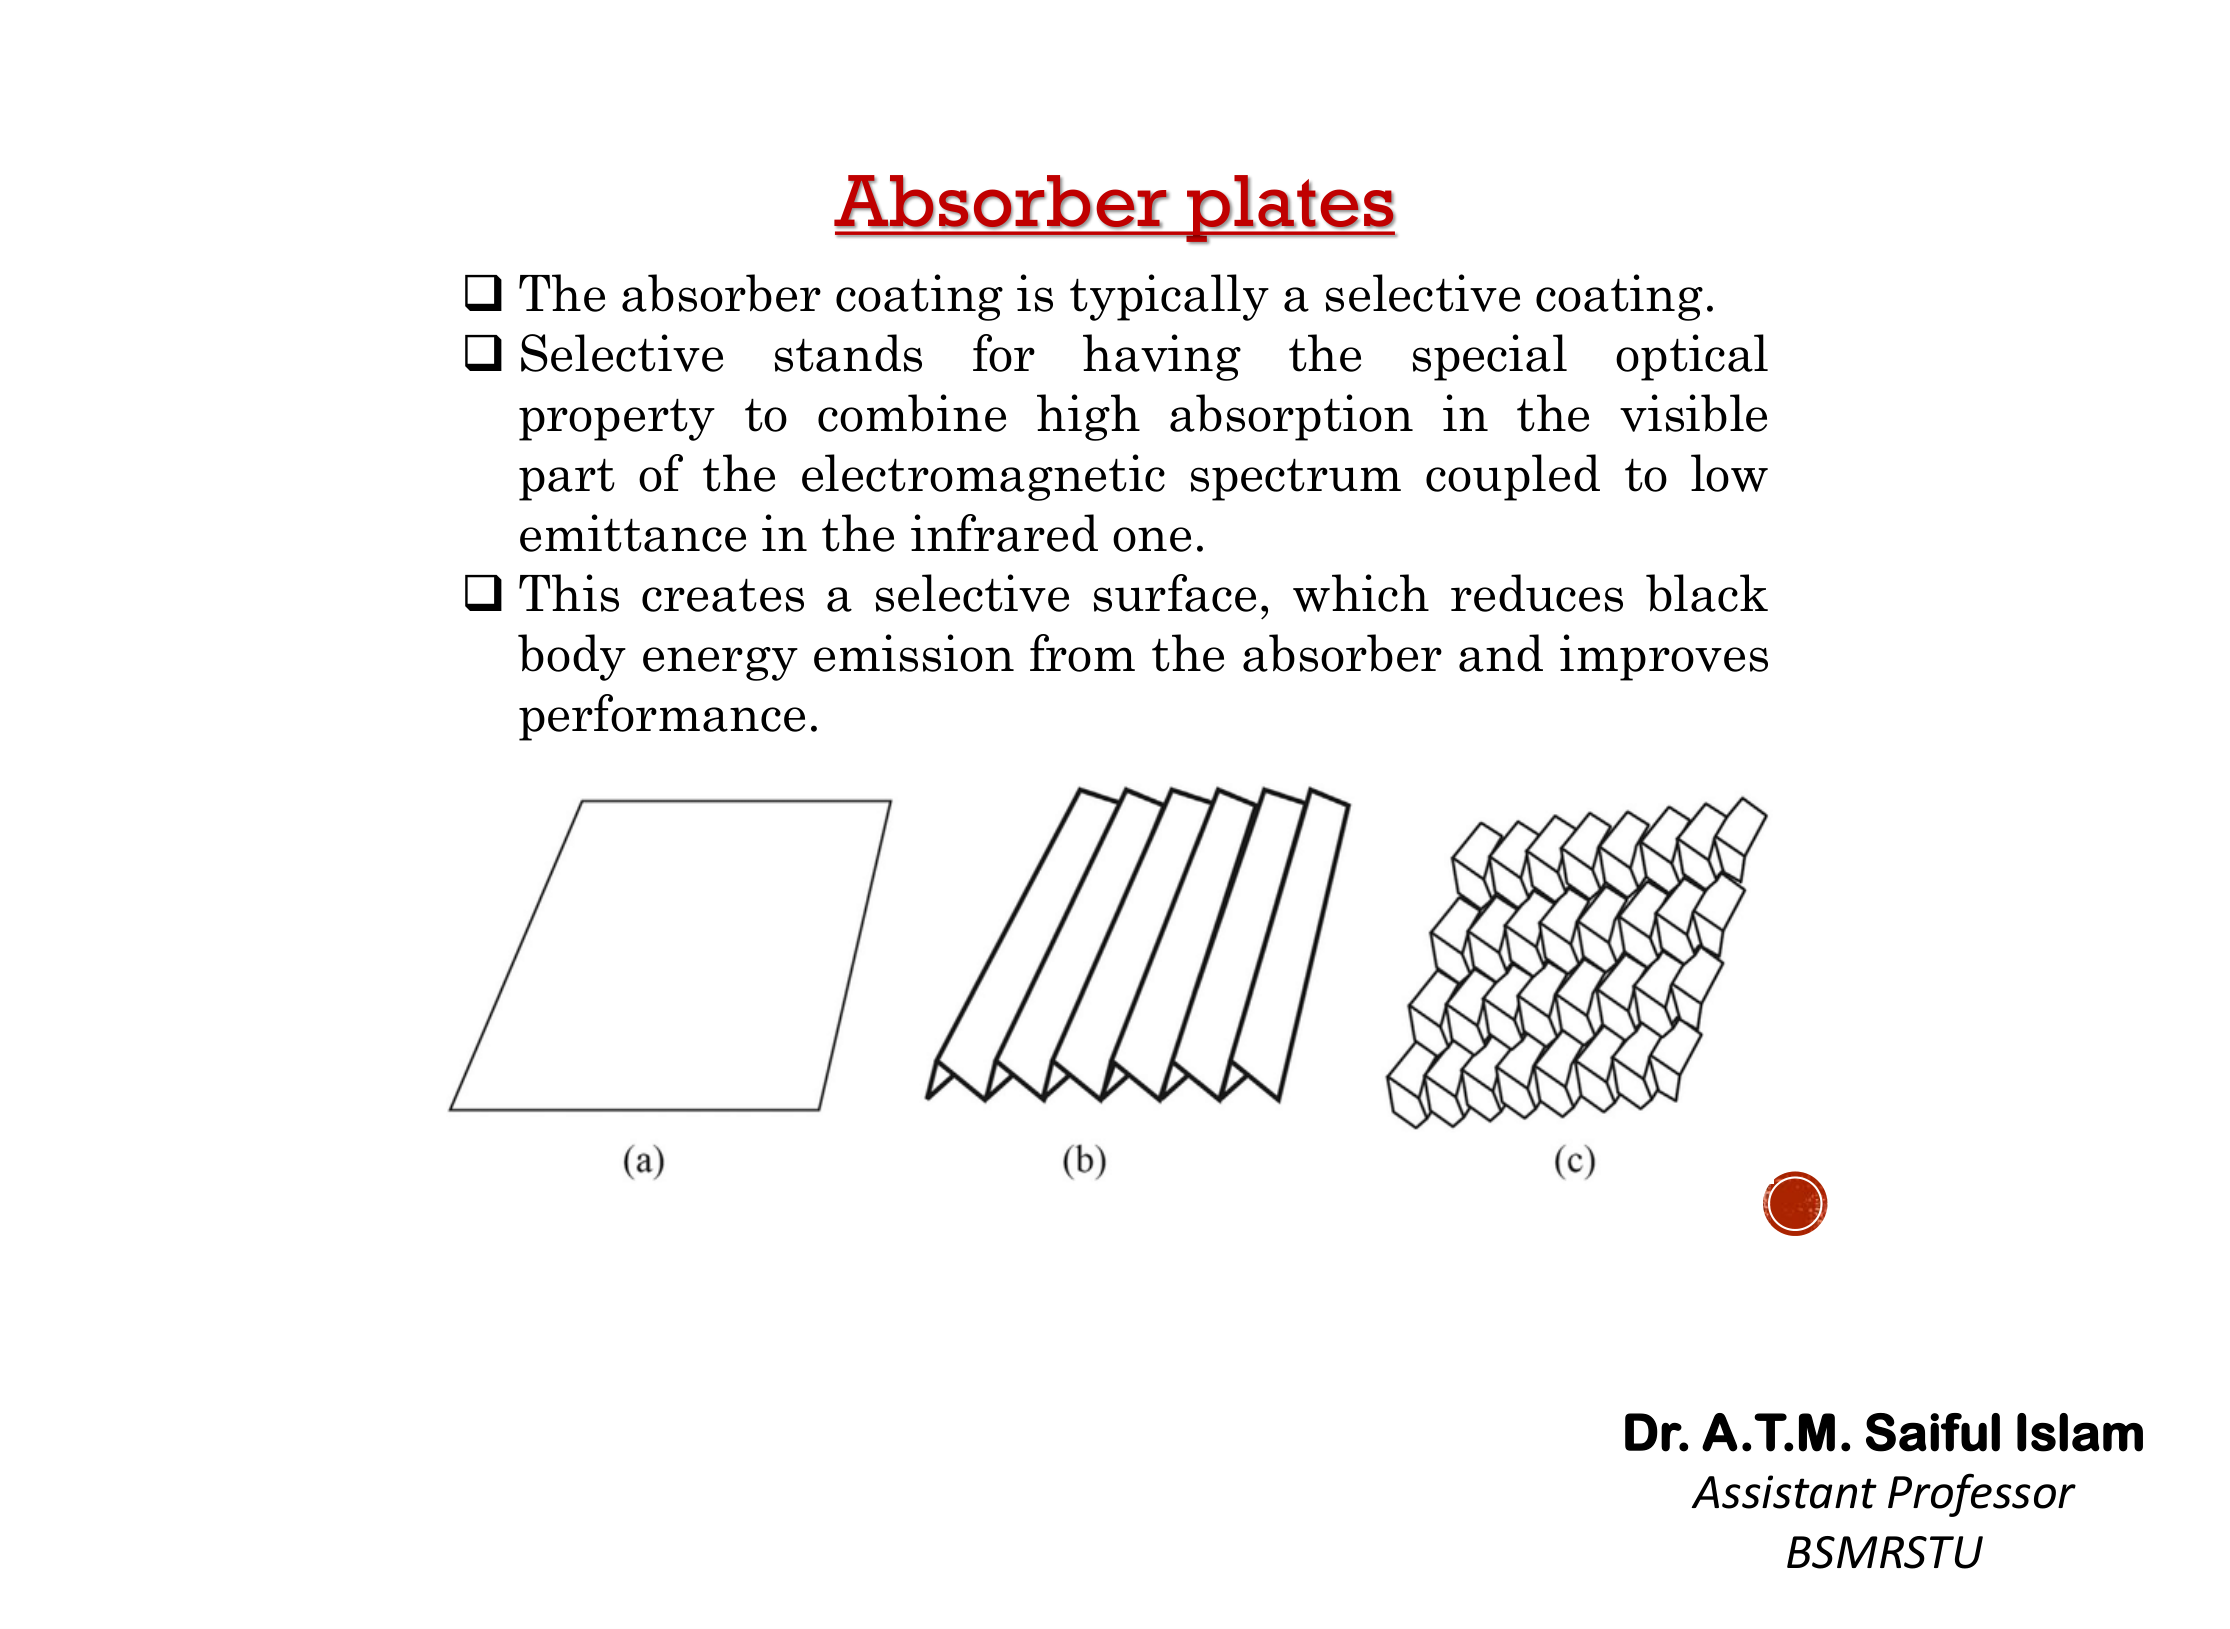 Absorber plates
❑ The absorber coating is typically a selective coating.
❑ Selective stands for having the special optical
property to combine high absorption in the visible
part of the electromagnetic spectrum coupled to low
emittance in the infrared one.
❑ This creates a selective surface, which reduces black
body energy emission from the absorber and improves
performance.
(a) (b) (c)
Dr. A.T.M. Saiful Islam
Assistant Professor
BSMRSTU